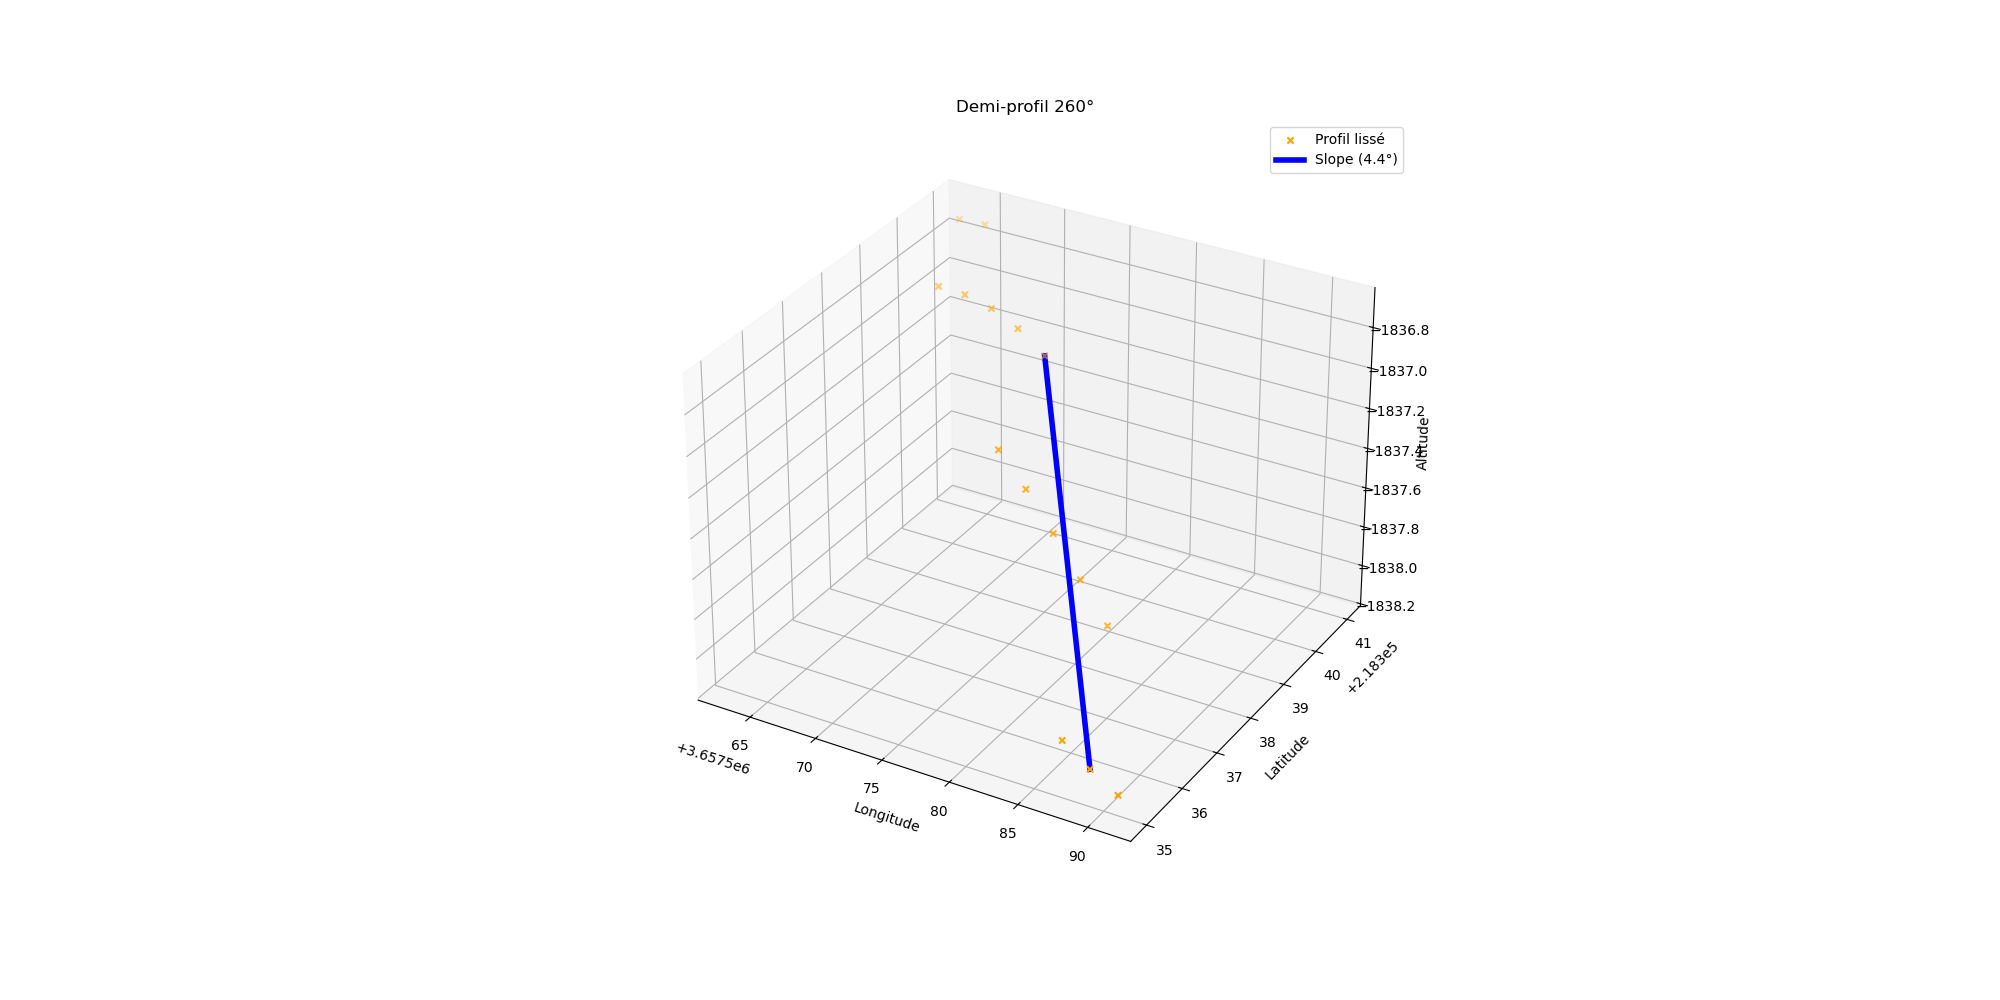 Demi-profil 260°
Profil lissé
Slope (4.4°)
−1836.8
−1837.0
−1837.2
−1837.4
−1837.6
−1837.8
−1838.0
−1838.2
Altitude
41
40
39
38
37
36
35
+2.183e5
Latitude
65
70
75
80
85
90
+3.6575e6
Longitude